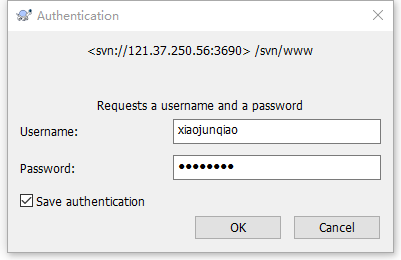 Authentication
<svn://121.37.250.56:3690> /svn/www
Requests a username and a password
Username:
xiaojunqiao
Password:
●●●●●●●●
Save authentication
OK
Cancel